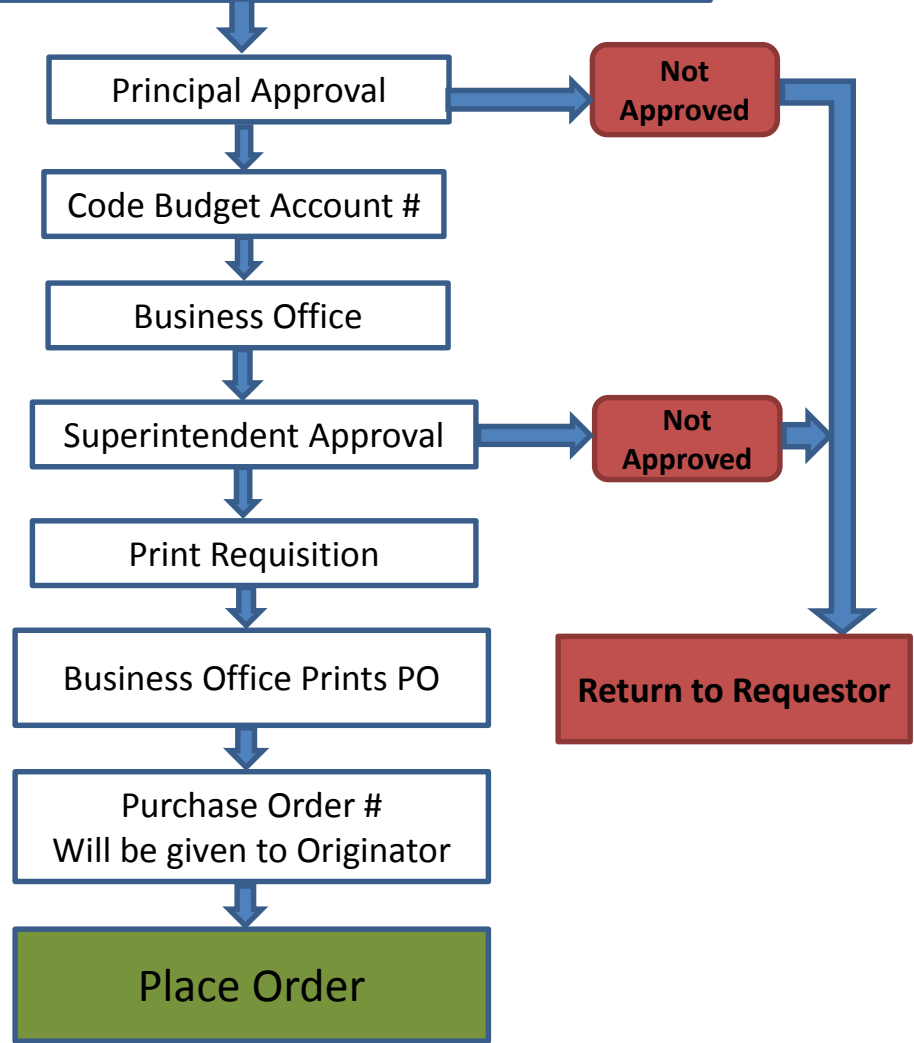 Principal Approval
Not
Approved
Code Budget Account #
Business Office
Superintendent Approval
Not
Approved
Print Requisition
Business Office Prints PO
Return to Requestor
Purchase Order #
Will be given to Originator
Place Order